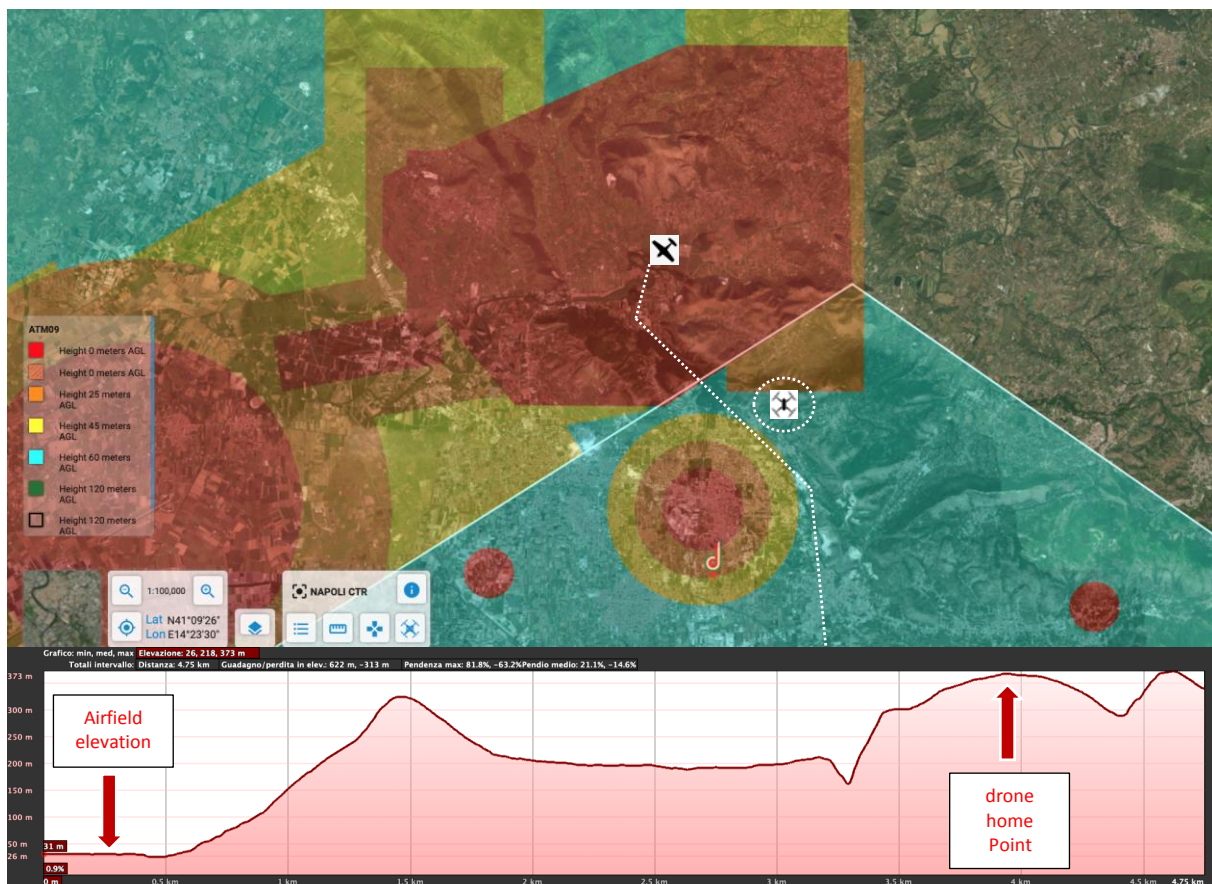 ATM09
Height 0 meters AGL
Height 0 meters AGL
Height 25 meters
AGL
Height 45 meters
AGL
Height 60 meters
AGL
Height 120 meters
AGL
Height 120 meters
AGL
1:100,000
Lat N41°09'26"
Lon E14°23'30"
NAPOLI CTR
Grafico: min, med, max Elevazione: 26, 218, 373 m
Totali intervallo: Distanza: 4.75 km Guadagno/perdita in elev.: 622 m, -313 m Pendenza max: 81.8%, -63.2%Pendio medio: 21.1%, -14.6%
373 m
300 m
250 m
200 m
150 m
100 m
50 m
26 m
Airfield
elevation
drone
home
Point
31 m
0.9%
0 m
0.5 km
1 km
1.5 km
2 km
2.5 km
3 km
3.5 km
4 km
4.5 km
4.75 km